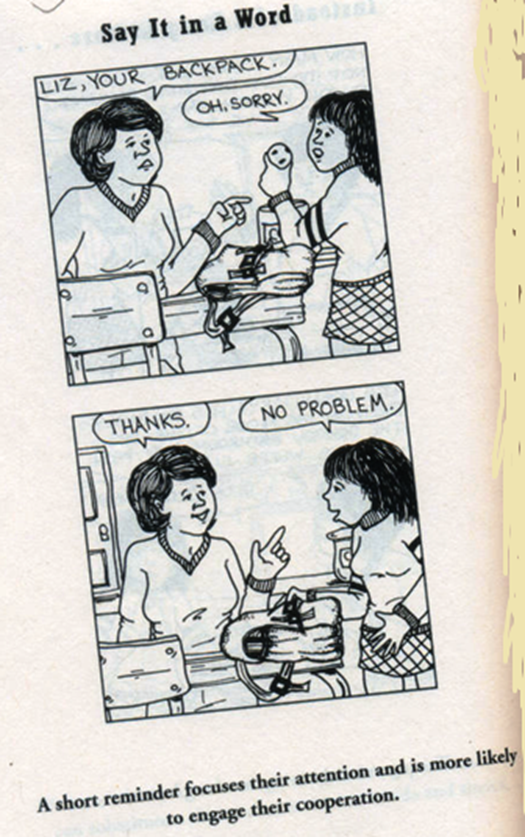 Say It in a Word
LIZ, YOUR BACKPACK.
OH, SORRY.
THANKS.
NO PROBLEM.
A short reminder focuses their attention and is more likely
to engage their cooperation.